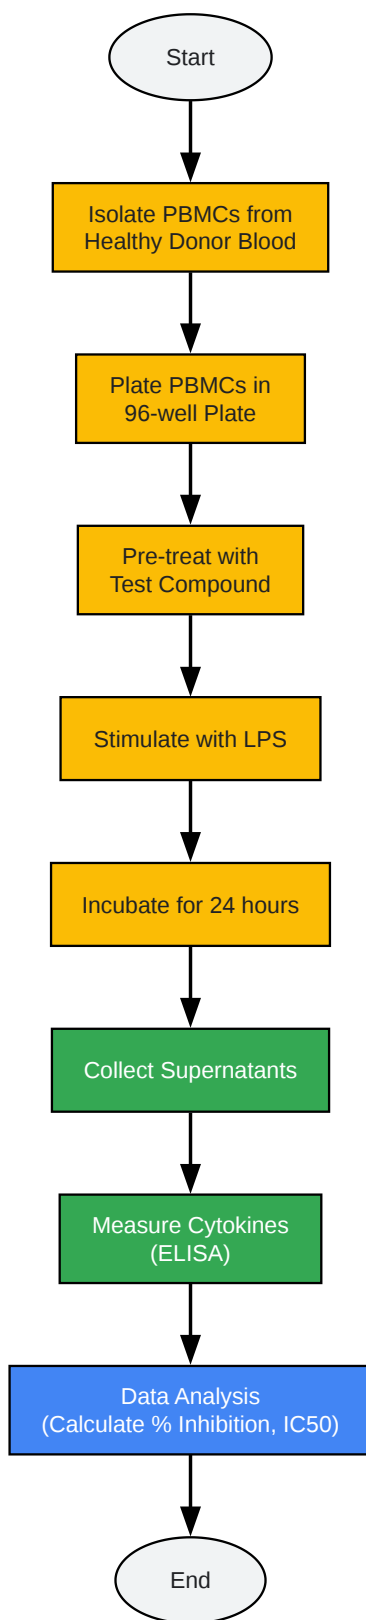 Start
Isolate PBMCs from
Healthy Donor Blood
Plate PBMCs in
96-well Plate
Pre-treat with
Test Compound
Stimulate with LPS
Incubate for 24 hours
Collect Supernatants
Measure Cytokines
(ELISA)
Data Analysis
(Calculate % Inhibition, IC50)
End